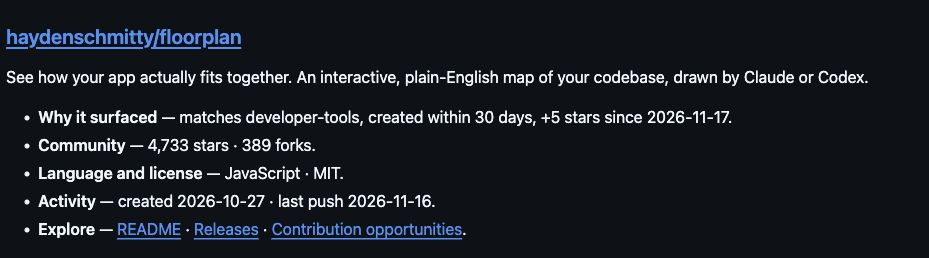 haydenschmitty/floorplan
See how your app actually fits together. An interactive, plain-English map of your codebase, drawn by Claude or Codex.
• Why it surfaced — matches developer-tools, created within 30 days, +5 stars since 2026-11-17.
• Community — 4,733 stars · 389 forks.
• Language and license — JavaScript · MIT.
• Activity — created 2026-10-27 · last push 2026-11-16.
• Explore — README · Releases · Contribution opportunities.